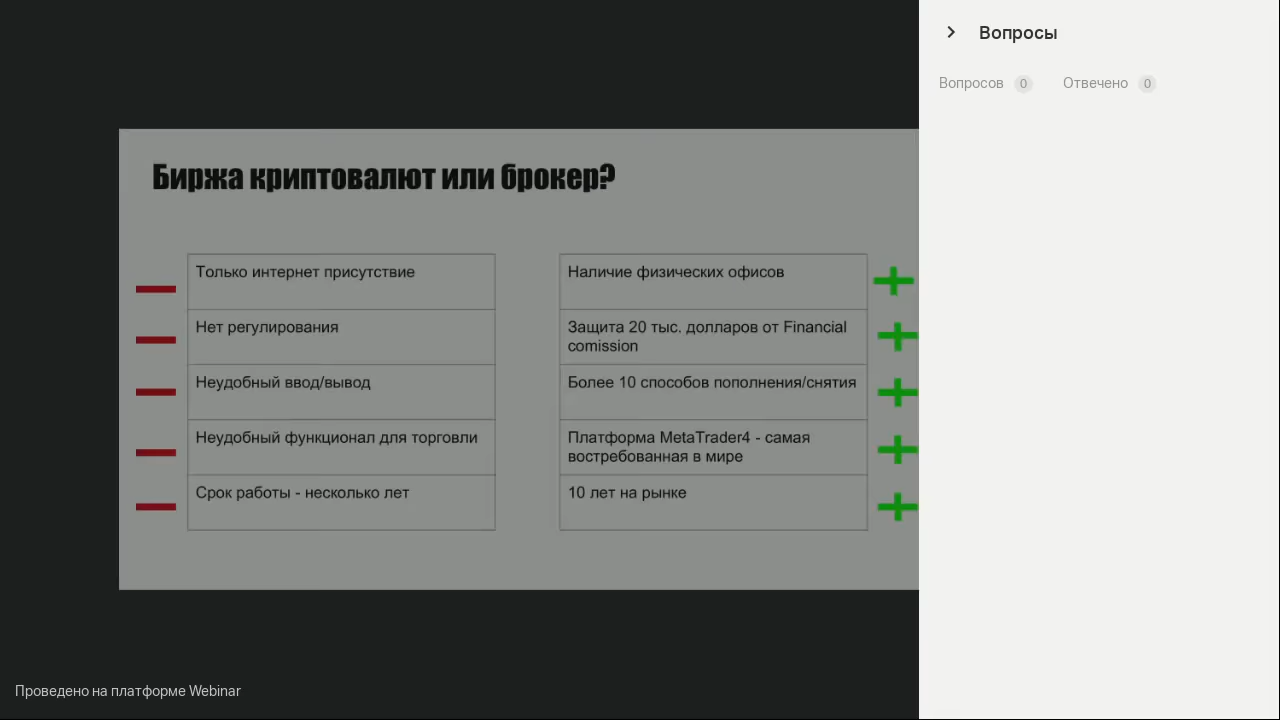 Биржа криптовалют или брокер?
Только интернет присутствие
Нет регулирования
Неудобный ввод/вывод
Неудобный функционал для торговли
Срок работы - несколько лет
Наличие физических офисов
Защита 20 тыс. долларов от Financial
comission
Более 10 способов пополнения/снятия
Платформа MetaTrader4 - самая
востребованная в мире
10 лет на рынке
Вопросы
Вопросов 0 Отвечено 0
Проведено на платформе Webinar